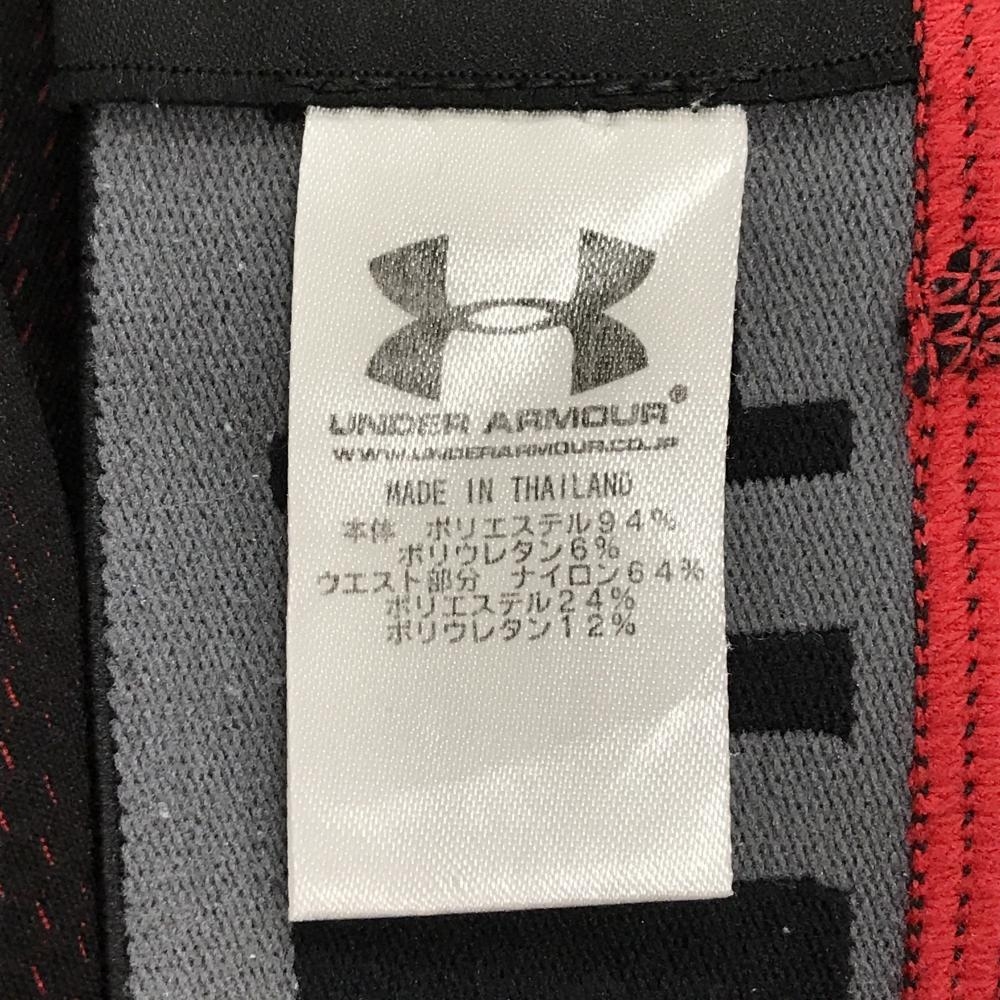 UNDER ARMOUR®
WWW.UNDERARMOUR.CO.JP
MADE IN THAILAND
本体 ポリエステル94%
ポリウレタン6%
ウエスト部分 ナイロン64%
ポリエステル24%
ポリウレタン12%